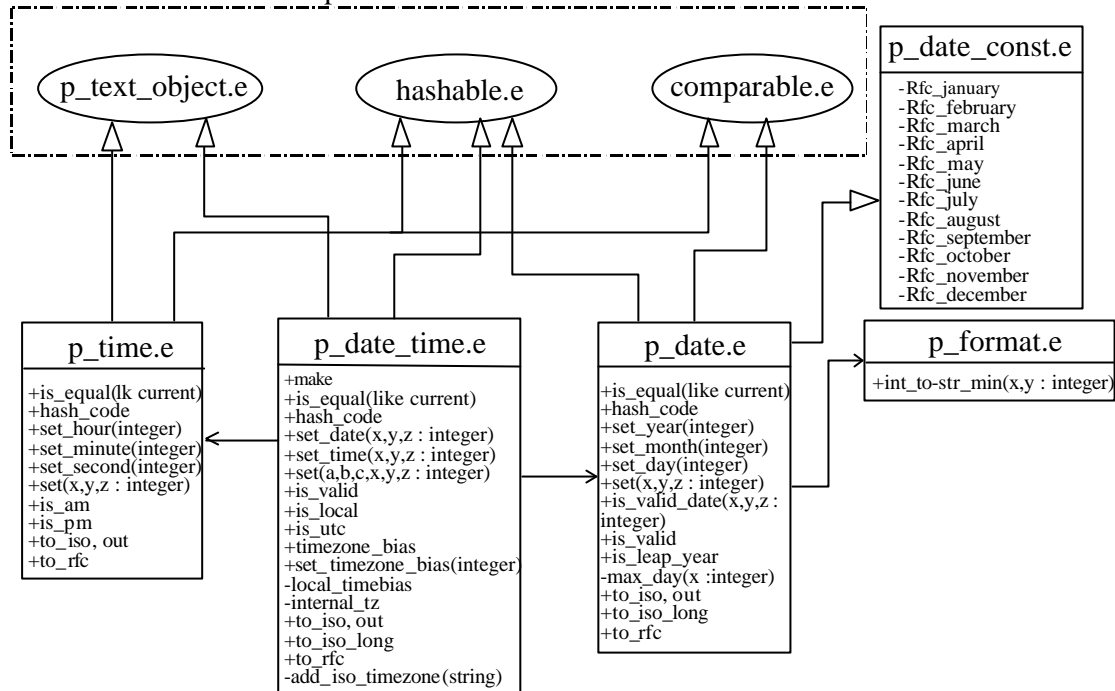 p_text_object.e
hashable.e
comparable.e
p_date_const.e
-Rfc_january
-Rfc_february
-Rfc_march
-Rfc_april
-Rfc_may
-Rfc_june
-Rfc_july
-Rfc_august
-Rfc_september
-Rfc_october
-Rfc_november
-Rfc_december
p_time.e
+is_equal(lk current)
+hash_code
+set_hour(integer)
+set_minute(integer)
+set_second(integer)
+set(x,y,z : integer)
+is_am
+is_pm
+to_iso, out
+to_rfc
p_date_time.e
+make
+is_equal(like current)
+hash_code
+set_date(x,y,z : integer)
+set_time(x,y,z : integer)
+set(a,b,c,x,y,z : integer)
+is_valid
+is_local
+is_utc
+timezone_bias
+set_timezone_bias(integer)
-local_timebias
-internal_tz
+to_iso, out
+to_iso_long
+to_rfc
-add_iso_timezone(string)
p_date.e
+is_equal(like current)
+hash_code
+set_year(integer)
+set_month(integer)
+set_day(integer)
+set(x,y,z : integer)
+is_valid_date(x,y,z :
integer)
+is_valid
+is_leap_year
-max_day(x :integer)
+to_iso, out
+to_iso_long
+to_rfc
p_format.e
+int_to-str_min(x,y : integer)